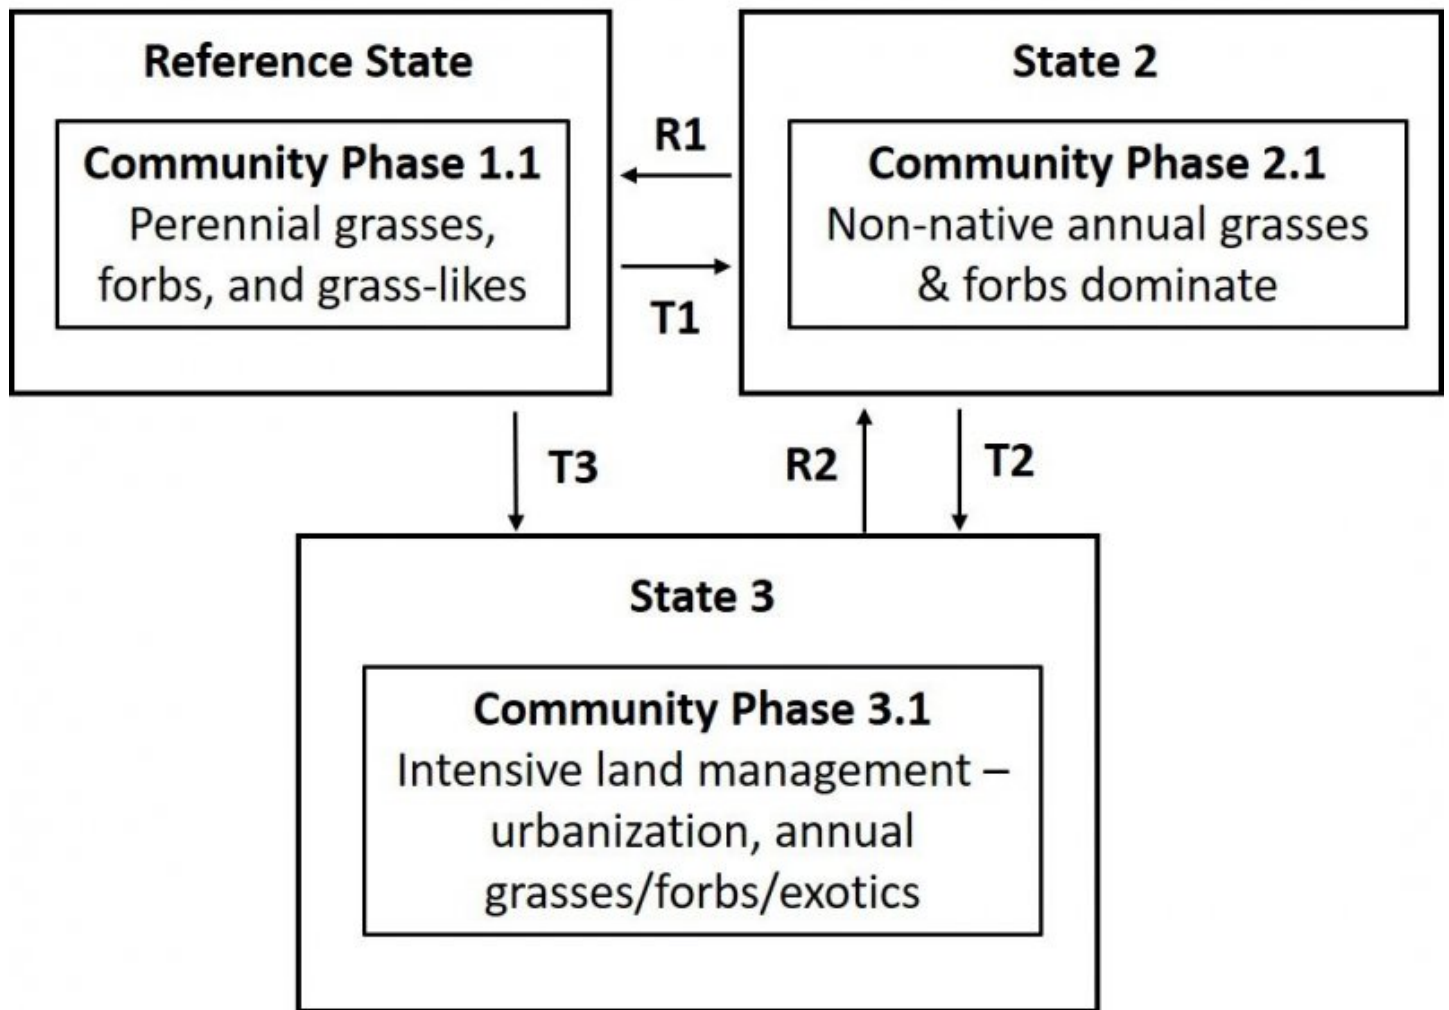 Reference State
Community Phase 1.1
Perennial grasses,
forbs, and grass-likes
R1
T1
State 2
Community Phase 2.1
Non-native annual grasses
& forbs dominate
T3
R2
T2
State 3
Community Phase 3.1
Intensive land management –
urbanization, annual
grasses/forbs/exotics